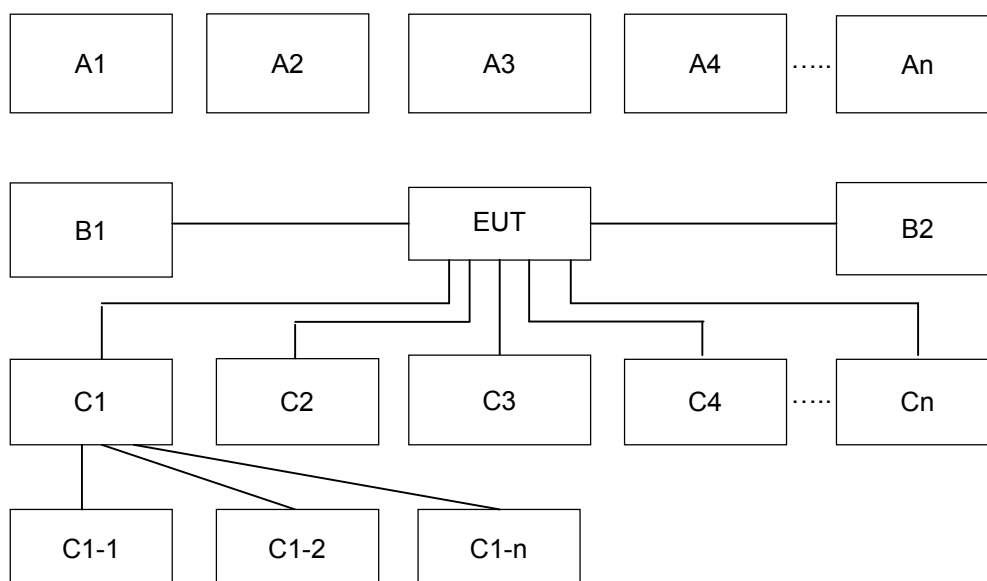 A1 A2 A3 A4 ..... An
B1 EUT B2
C1 C2 C3 C4 ..... Cn
C1-1 C1-2 C1-n